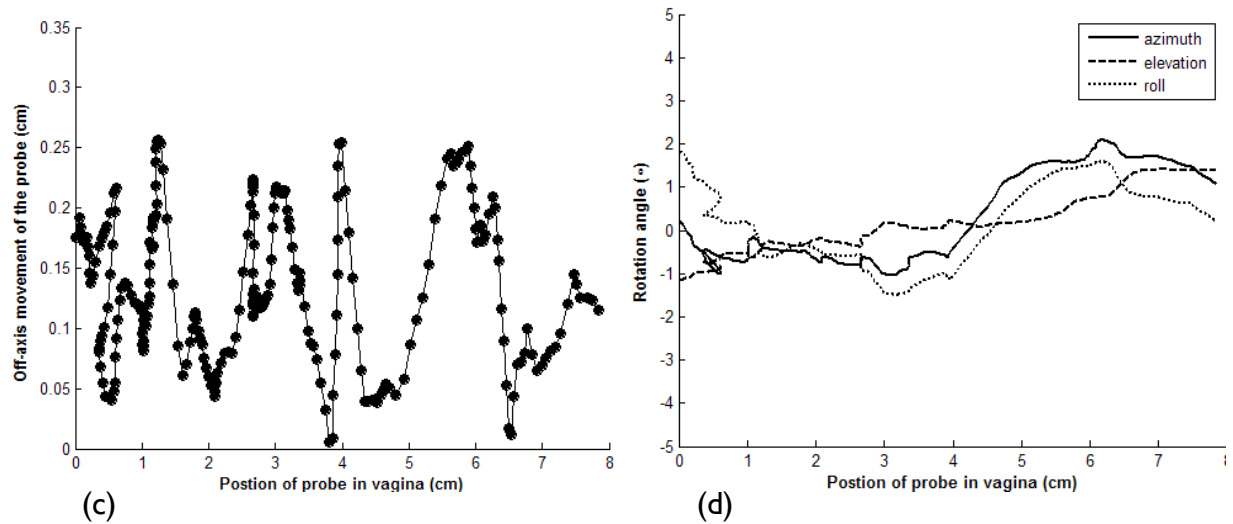 0.35
0.3
0.25
0.2
0.15
0.1
0.05
0
Off-axis movement of the probe (cm)
0 1 2 3 4 5 6 7 8
Postion of probe in vagina (cm)
(c)
5
4
3
2
1
0
-1
-2
-3
-4
-5
Rotation angle (°)
azimuth
elevation
roll
0 1 2 3 4 5 6 7 8
Postion of probe in vagina (cm)
(d)